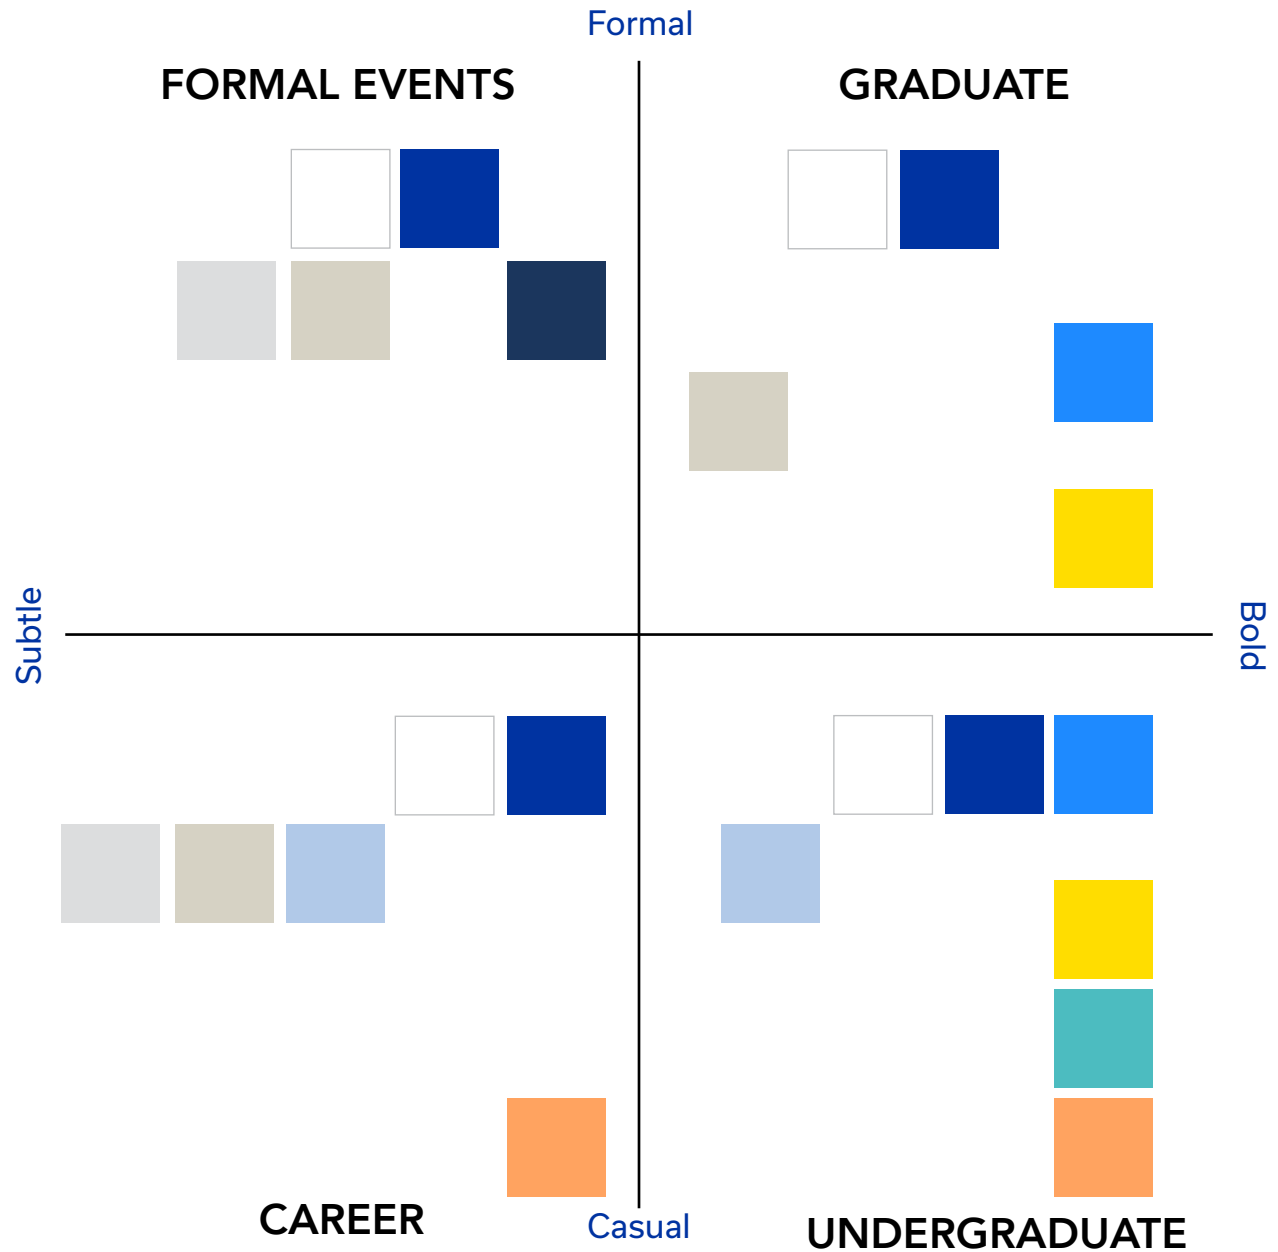 Formal
FORMAL EVENTS
GRADUATE
Subtle
Bold
CAREER
Casual
UNDERGRADUATE